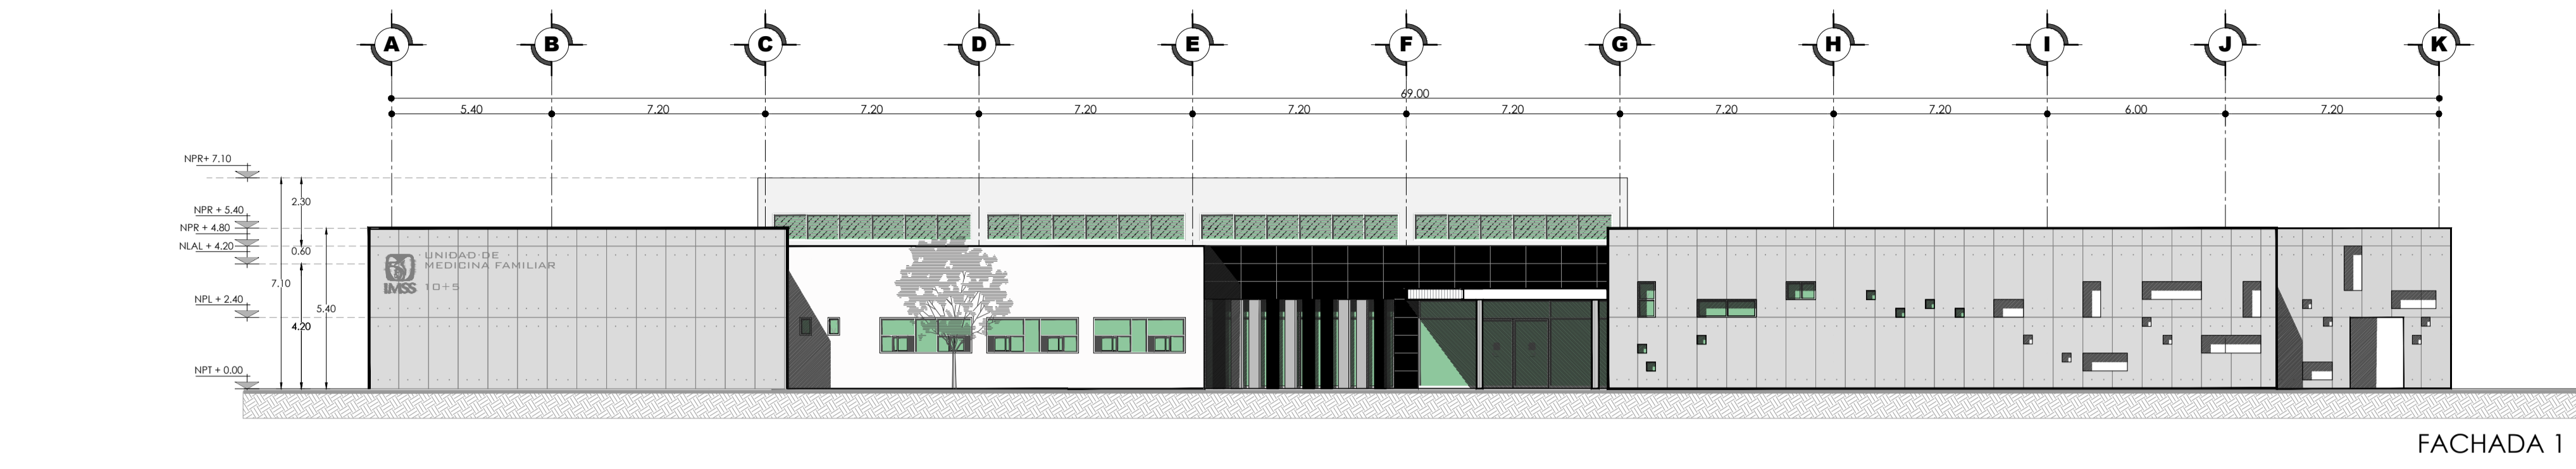 A B C D E F G H I J K
69.00
5.40 7.20 7.20 7.20 7.20 7.20 7.20 7.20 6.00 7.20
NPR+ 7.10
2.30
NPR + 5.40
NPR + 4.80
NLAL + 4.20
0.60
7.10
NPL + 2.40
5.40
4.20
NPT + 0.00
UNIDAD DE
MEDICINA FAMILIAR
IMSS 10+5
FACHADA 1